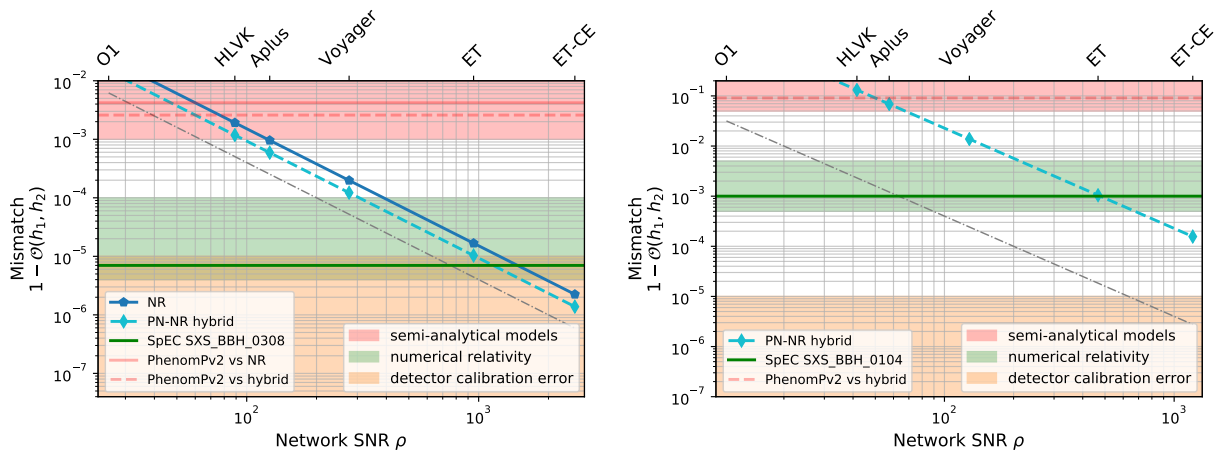 O1
HLVK
Aplus
Voyager
ET
ET-CE
10⁻²
10⁻³
10⁻⁴
10⁻⁵
10⁻⁶
10⁻⁷
Mismatch
1 − 𝒪(h₁, h₂)
NR
PN-NR hybrid
SpEC SXS_BBH_0308
PhenomPv2 vs NR
PhenomPv2 vs hybrid
semi-analytical models
numerical relativity
detector calibration error
10²
10³
Network SNR ρ
O1
HLVK
Aplus
Voyager
ET
ET-CE
10⁻¹
10⁻²
10⁻³
10⁻⁴
10⁻⁵
10⁻⁶
10⁻⁷
Mismatch
1 − 𝒪(h₁, h₂)
PN-NR hybrid
SpEC SXS_BBH_0104
PhenomPv2 vs hybrid
semi-analytical models
numerical relativity
detector calibration error
10²
10³
Network SNR ρ